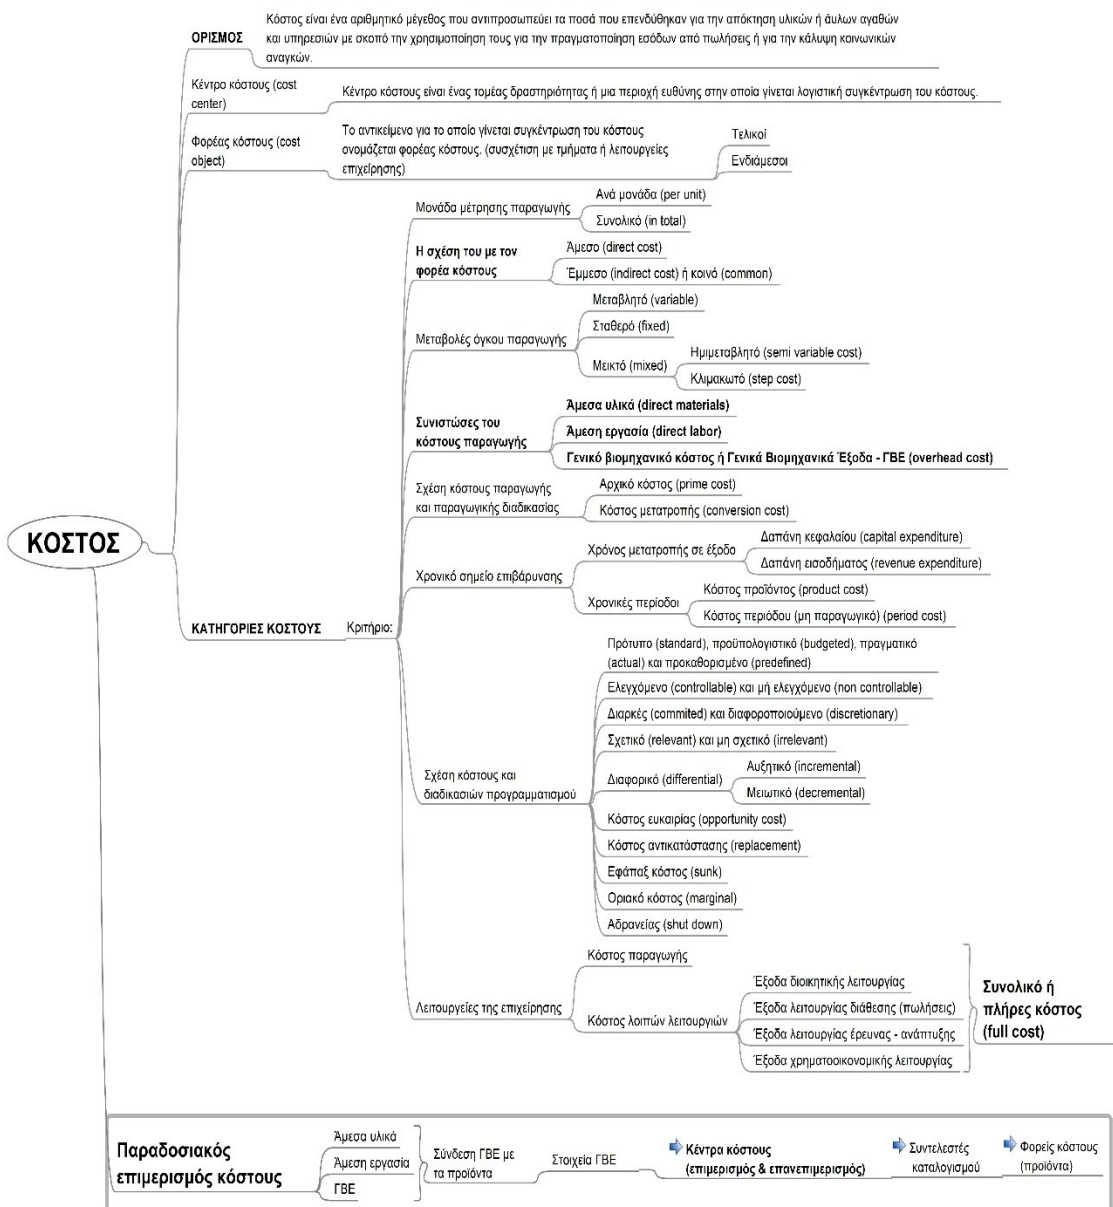 ΚΟΣΤΟΣ
ΟΡΙΣΜΟΣ
Κόστος είναι ένα αριθμητικό μέγεθος που αντιπροσωπεύει τα ποσά που επενδύθηκαν για την απόκτηση υλικών ή άυλων αγαθών
και υπηρεσιών με σκοπό την χρησιμοποίηση τους για την πραγματοποίηση εσόδων από πωλήσεις ή για την κάλυψη κοινωνικών
αναγκών.
Κέντρο κόστους (cost
center)
Κέντρο κόστους είναι ένας τομέας δραστηριότητας ή μια περιοχή ευθύνης στην οποία γίνεται λογιστική συγκέντρωση του κόστους.
Φορέας κόστους (cost
object)
Το αντικείμενο για το οποίο γίνεται συγκέντρωση του κόστους
ονομάζεται φορέας κόστους. (συσχέτιση με τμήματα ή λειτουργείες
επιχείρησης)
Τελικοί
Ενδιάμεσοι
ΚΑΤΗΓΟΡΙΕΣ ΚΟΣΤΟΥΣ
Κριτήριο:
Μονάδα μέτρησης παραγωγής
Ανά μονάδα (per unit)
Συνολικό (in total)
Η σχέση του με τον
φορέα κόστους
Άμεσο (direct cost)
Έμμεσο (indirect cost) ή κοινό (common)
Μεταβολές όγκου παραγωγής
Μεταβλητό (variable)
Σταθερό (fixed)
Μεικτό (mixed)
Ημιμεταβλητό (semi variable cost)
Κλιμακωτό (step cost)
Συνιστώσες του
κόστους παραγωγής
Άμεσα υλικά (direct materials)
Άμεση εργασία (direct labor)
Γενικό βιομηχανικό κόστος ή Γενικά Βιομηχανικά Έξοδα - ΓΒΕ (overhead cost)
Σχέση κόστους παραγωγής
και παραγωγικής διαδικασίας
Αρχικό κόστος (prime cost)
Κόστος μετατροπής (conversion cost)
Χρονικό σημείο επιβάρυνσης
Χρόνος μετατροπής σε έξοδο
Δαπάνη κεφαλαίου (capital expenditure)
Δαπάνη εισοδήματος (revenue expenditure)
Χρονικές περίοδοι
Κόστος προϊόντος (product cost)
Κόστος περιόδου (μη παραγωγικό) (period cost)
Σχέση κόστους και
διαδικασιών προγραμματισμού
Πρότυπο (standard), προϋπολογιστικό (budgeted), πραγματικό
(actual) και προκαθορισμένο (predefined)
Ελεγχόμενο (controllable) και μή ελεγχόμενο (non controllable)
Διαρκές (commited) και διαφοροποιούμενο (discretionary)
Σχετικό (relevant) και μη σχετικό (irrelevant)
Διαφορικό (differential)
Αυξητικό (incremental)
Μειωτικό (decremental)
Κόστος ευκαιρίας (opportunity cost)
Κόστος αντικατάστασης (replacement)
Εφάπαξ κόστος (sunk)
Οριακό κόστος (marginal)
Αδρανείας (shut down)
Λειτουργείες της επιχείρησης
Κόστος παραγωγής
Κόστος λοιπών λειτουργιών
Έξοδα διοικητικής λειτουργίας
Έξοδα λειτουργίας διάθεσης (πωλήσεις)
Έξοδα λειτουργίας έρευνας - ανάπτυξης
Έξοδα χρηματοοικονομικής λειτουργίας
Συνολικό ή
πλήρες κόστος
(full cost)
Παραδοσιακός
επιμερισμός κόστους
Άμεσα υλικά
Άμεση εργασία
ΓΒΕ
Σύνδεση ΓΒΕ με
τα προϊόντα
Στοιχεία ΓΒΕ
Κέντρα κόστους
(επιμερισμός & επανεπιμερισμός)
Συντελεστές
καταλογισμού
Φορείς κόστους
(προϊόντα)